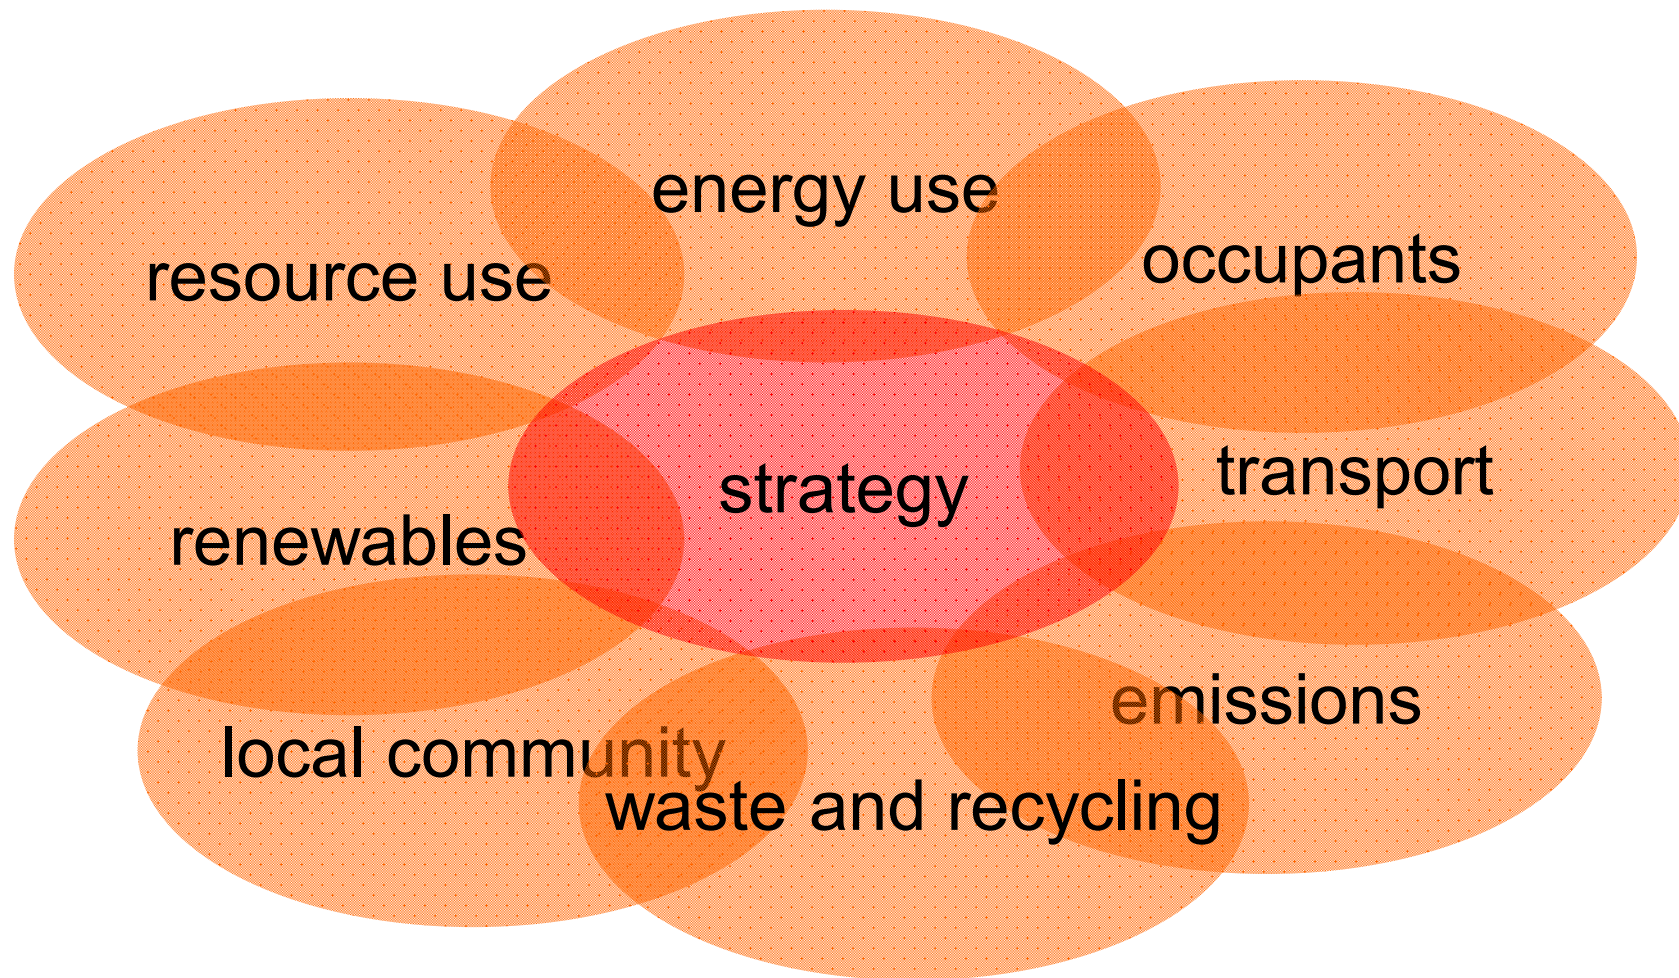 energy use
occupants
resource use
transport
strategy
renewables
emissions
local community
waste and recycling